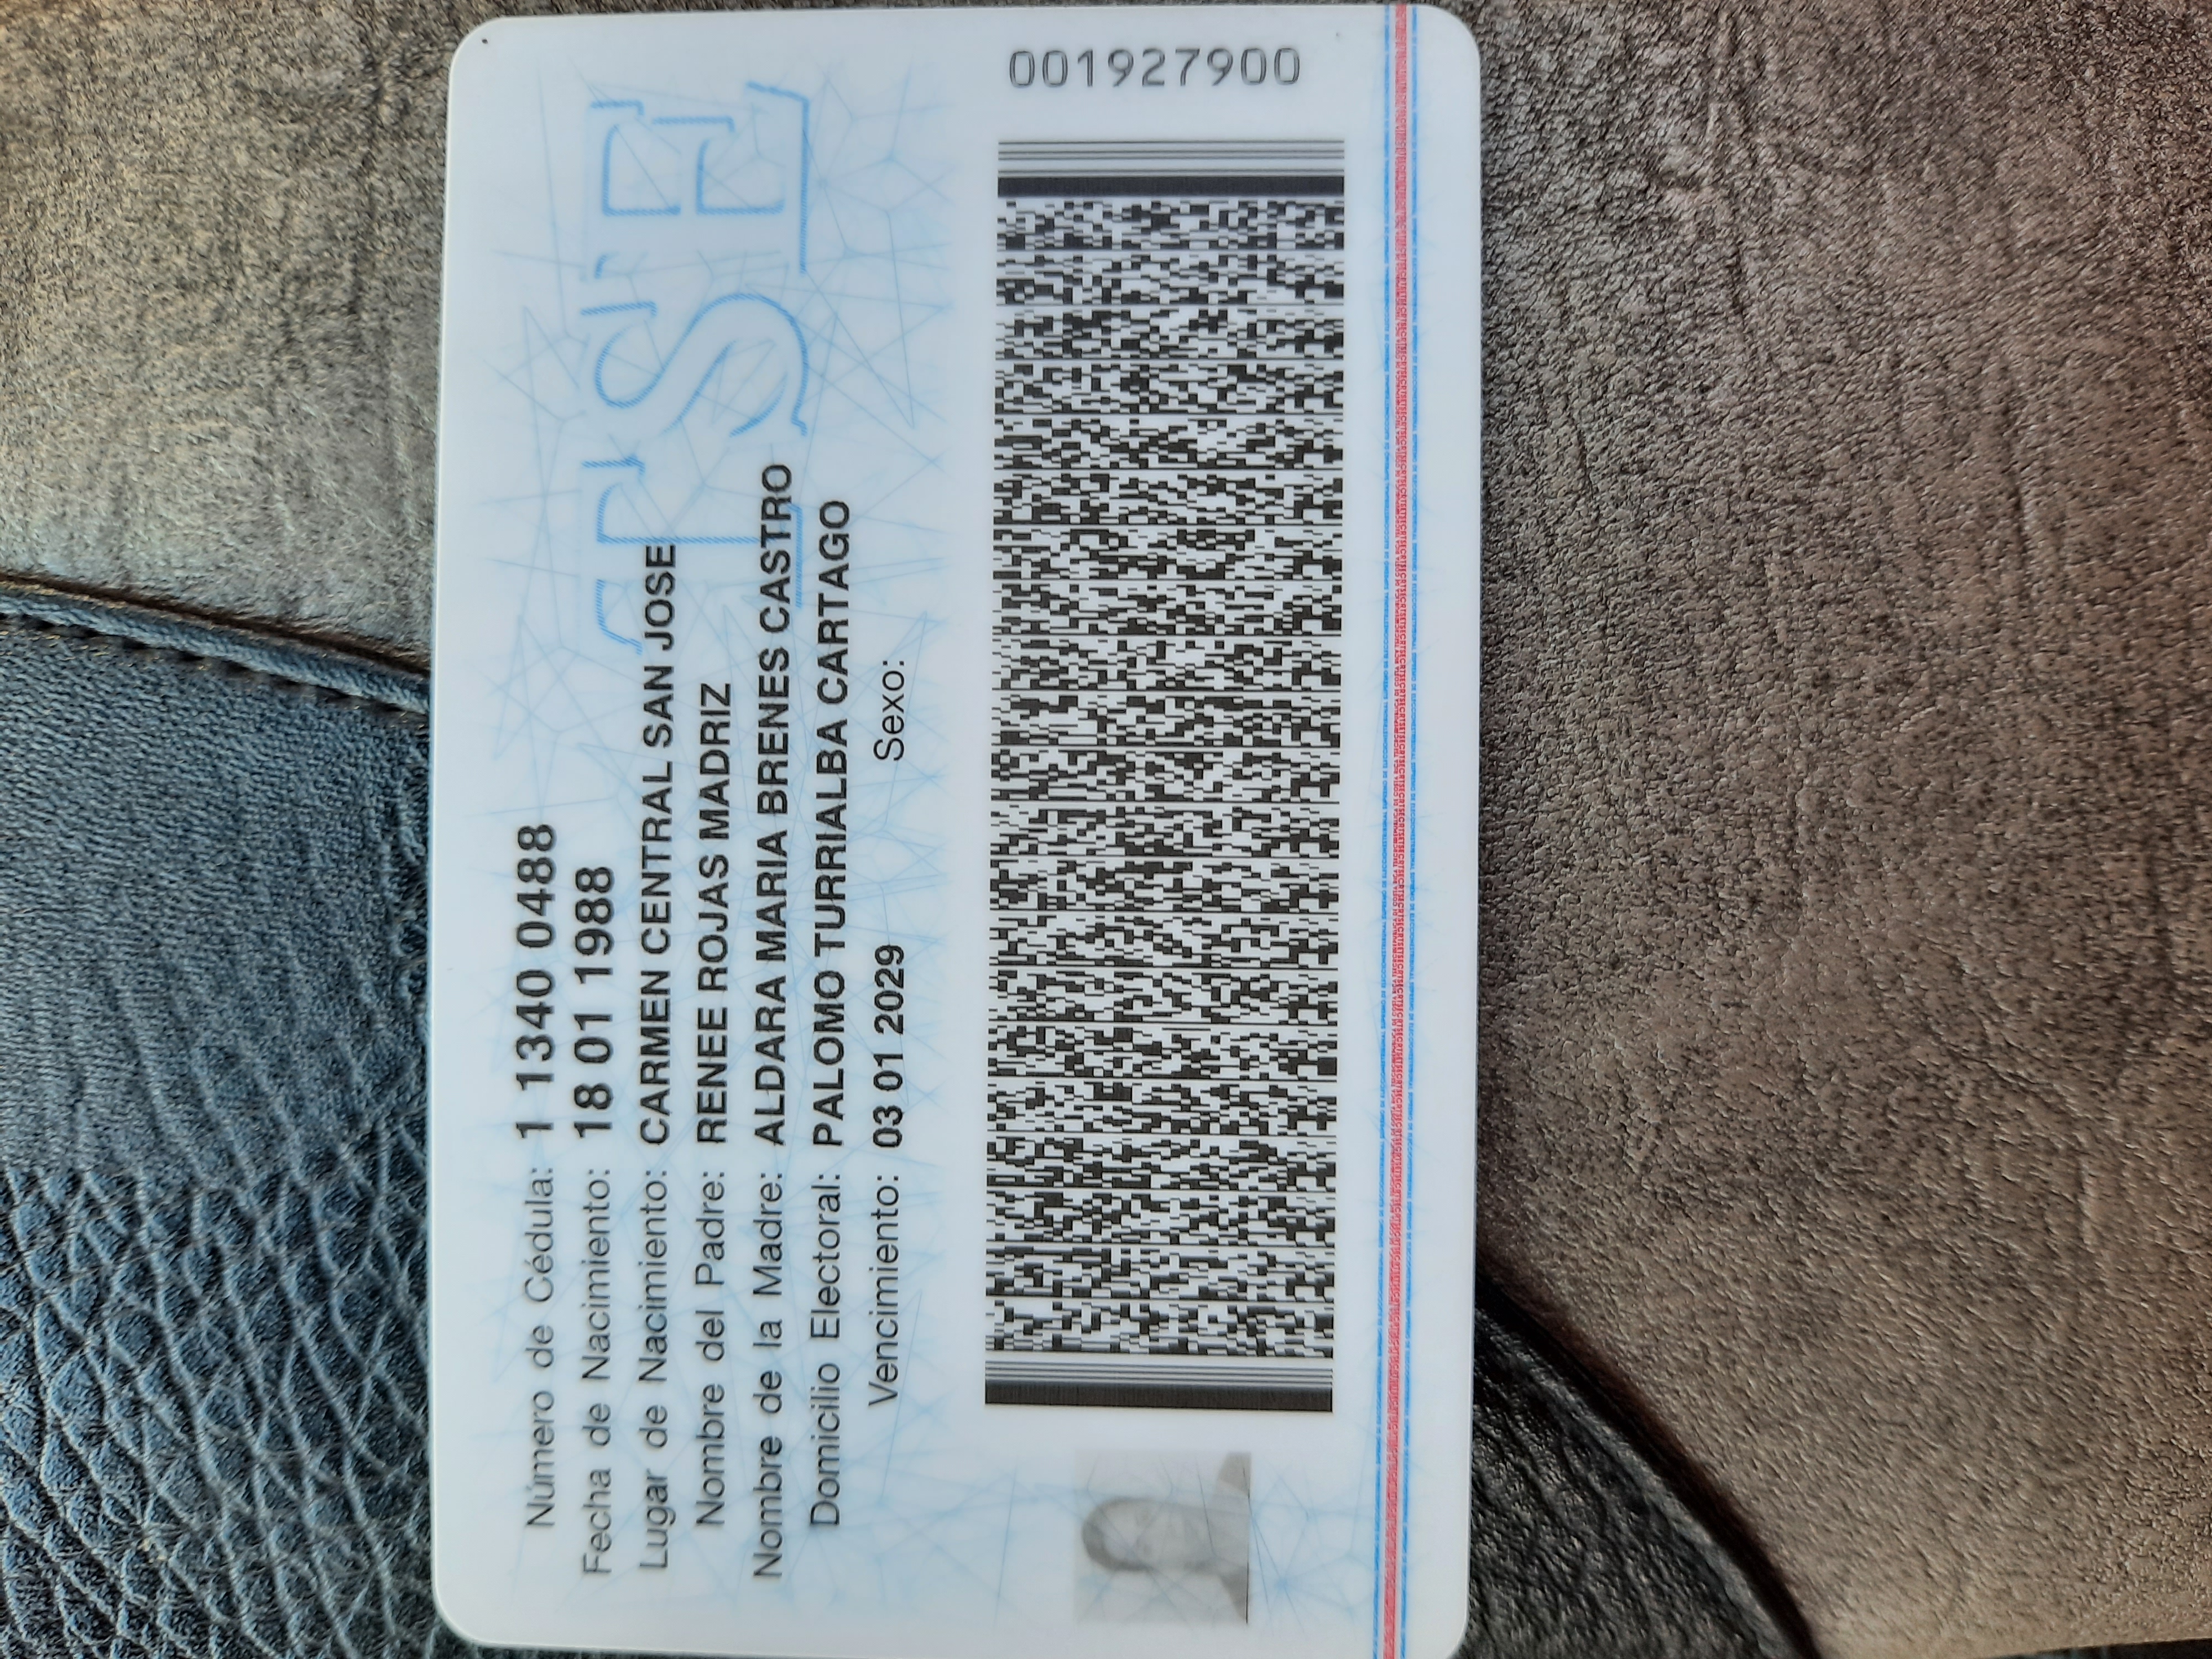 Número de Cédula: 1 1340 0488
Fecha de Nacimiento: 18 01 1988
Lugar de Nacimiento: CARMEN CENTRAL SAN JOSE
Nombre del Padre: RENEE ROJAS MADRIZ
Nombre de la Madre: ALDARA MARIA BRENES CASTRO
Domicilio Electoral: PALOMO TURRIALBA CARTAGO
Vencimiento: 03 01 2029 Sexo:
TSE
001927900